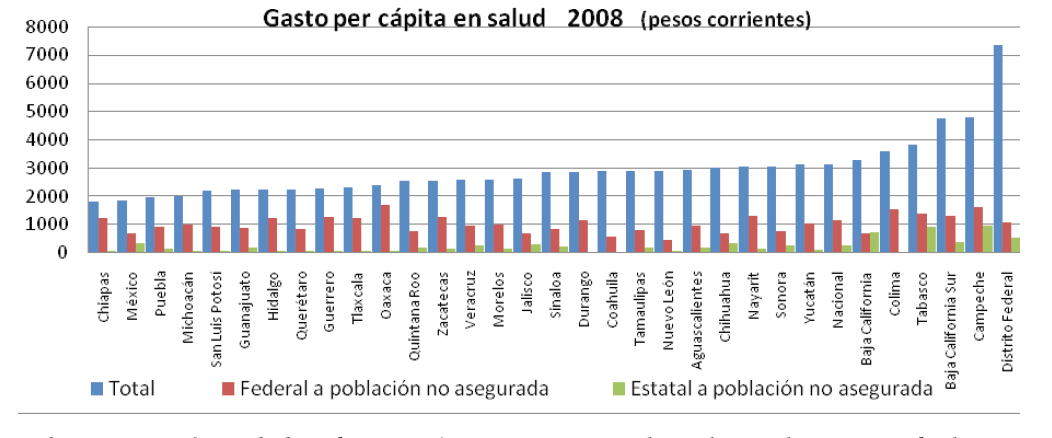 Gasto per cápita en salud 2008 (pesos corrientes)
8000
7000
6000
5000
4000
3000
2000
1000
0
Chiapas
México
Puebla
Michoacán
San Luis Potosí
Guanajuato
Hidalgo
Querétaro
Guerrero
Tlaxcala
Oaxaca
Quintana Roo
Zacatecas
Veracruz
Morelos
Jalisco
Sinaloa
Durango
Coahuila
Tamaulipas
Nuevo León
Aguascalientes
Chihuahua
Nayarit
Sonora
Yucatán
Nacional
Baja California
Colima
Tabasco
Baja California Sur
Campeche
Distrito Federal
Total
Federal a población no asegurada
Estatal a población no asegurada